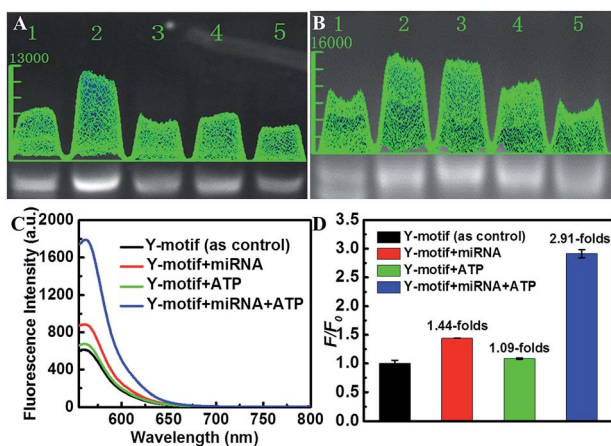 A
1 2 3 4 5
13000
B
1 2 3 4 5
16000
C
Fluorescence Intensity (a.u.)
2000
1600
1200
800
400
0
Y-motif (as control)
Y-motif+miRNA
Y-motif+ATP
Y-motif+miRNA+ATP
600 650 700 750 800
Wavelength (nm)
D
F/F0
3.5
3.0
2.5
2.0
1.5
1.0
0.5
0.0
Y-motif (as control)
Y-motif+miRNA
Y-motif+ATP
Y-motif+miRNA+ATP
1.44-folds
1.09-folds
2.91-folds